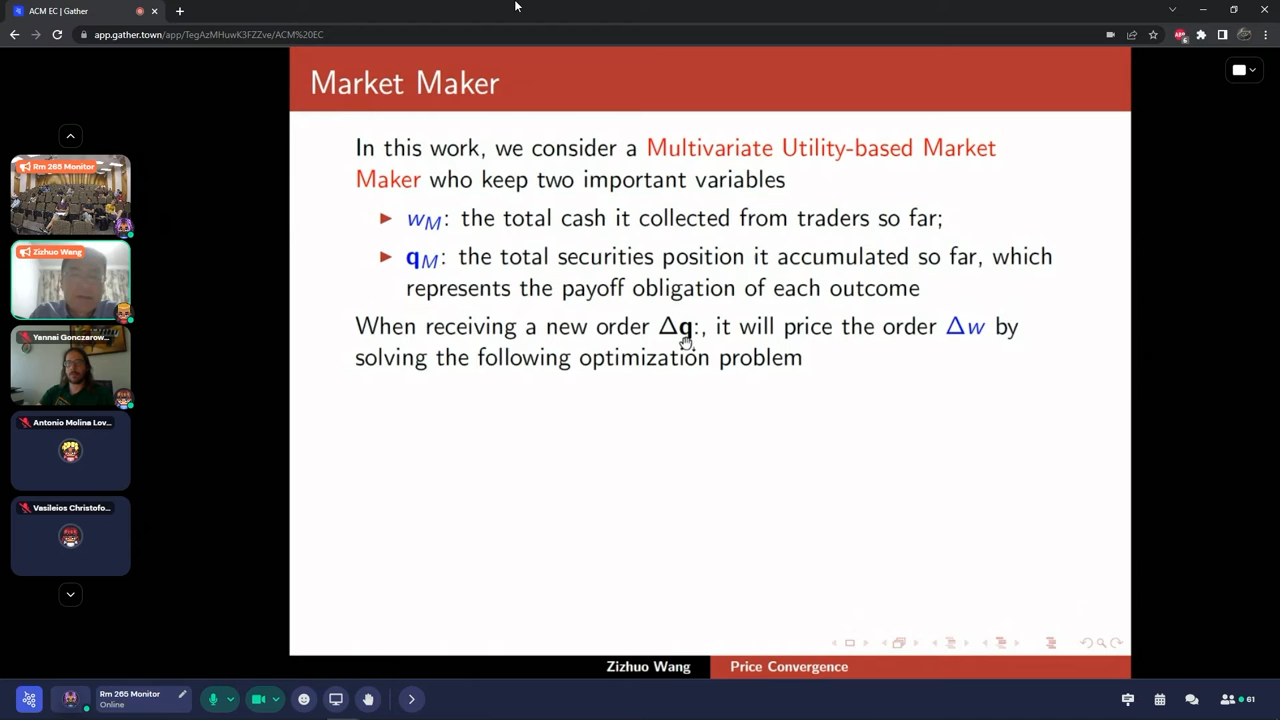 ACM EC | Gather
app.gather.town/app/TegAzMHuwK3FZZve/ACM%20EC
Market Maker
In this work, we consider a Multivariate Utility-based Market
Maker who keep two important variables
▶ wM: the total cash it collected from traders so far;
▶ qM: the total securities position it accumulated so far, which
represents the payoff obligation of each outcome
When receiving a new order Δq:, it will price the order Δw by
solving the following optimization problem
Rm 265 Monitor
Zizhuo Wang
Yannai Gonczarow...
Antonio Molina Lov...
Vasileios Christofo...
Zizhuo Wang
Price Convergence
Rm 265 Monitor
Online
61